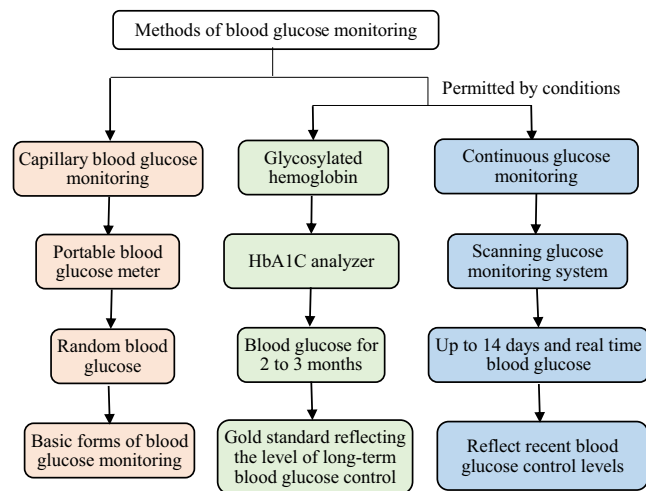 Methods of blood glucose monitoring
Permitted by conditions
Capillary blood glucose
monitoring
Portable blood
glucose meter
Random blood
glucose
Basic forms of blood
glucose monitoring
Glycosylated
hemoglobin
HbA1C analyzer
Blood glucose for
2 to 3 months
Gold standard reflecting
the level of long-term
blood glucose control
Continuous glucose
monitoring
Scanning glucose
monitoring system
Up to 14 days and real time
blood glucose
Reflect recent blood
glucose control levels